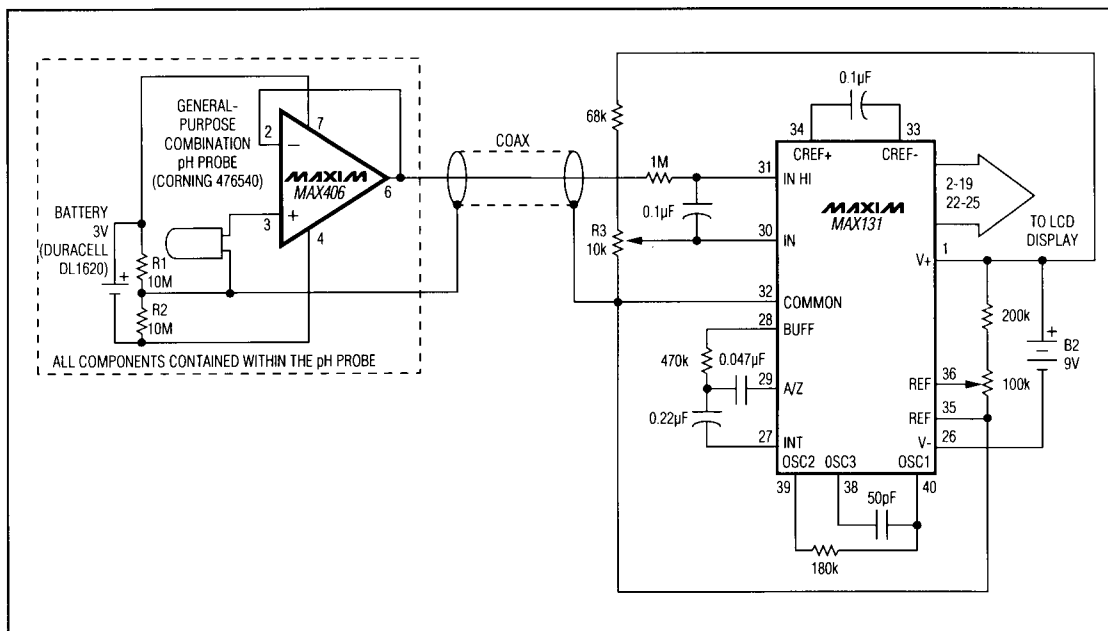 GENERAL-
PURPOSE
COMBINATION
pH PROBE
(CORNING 476540)
BATTERY
3V
(DURACELL
DL1620)
+
R1
10M
R2
10M
2
−
7
MAXIM
MAX406
6
3
+
4
ALL COMPONENTS CONTAINED WITHIN THE pH PROBE
COAX
68k
1M
0.1µF
R3
10k
0.1µF
34
33
CREF+
CREF-
31
IN HI
MAXIM
MAX131
30
IN
32
COMMON
28
BUFF
470k
0.047µF
29
A/Z
0.22µF
27
INT
OSC2
OSC3
OSC1
39
38
40
50pF
180k
2-19
22-25
TO LCD
DISPLAY
1
V+
200k
+
B2
9V
36
REF
100k
35
REF
V-
26